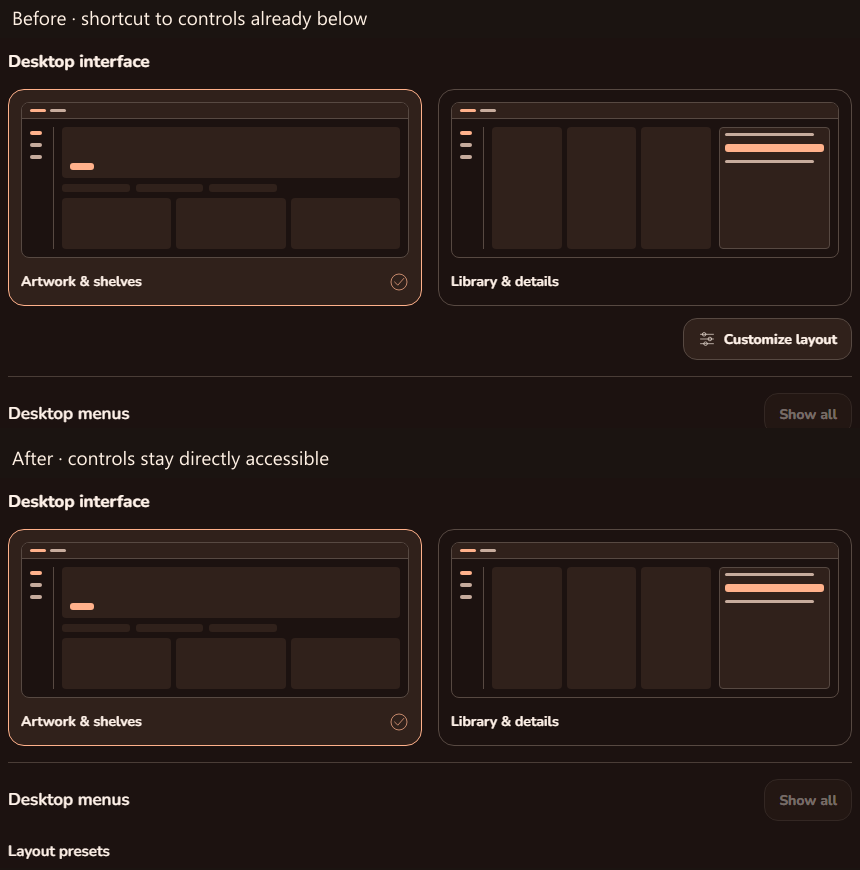 Before · shortcut to controls already below
Desktop interface
Artwork & shelves
Library & details
Customize layout
Desktop menus
Show all
After · controls stay directly accessible
Desktop interface
Artwork & shelves
Library & details
Desktop menus
Show all
Layout presets